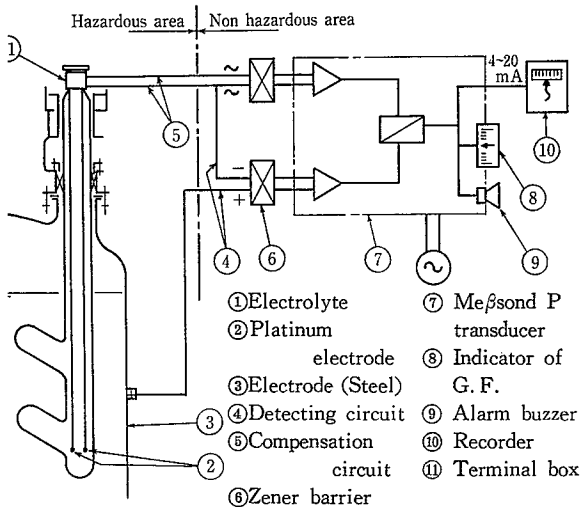 Hazardous area
Non hazardous area
①
~
~
⑤
−
+
④
⑥
4~20
mA
⑩
⑧
⑨
⑦
~
③
②
①Electrolyte
②Platinum
electrode
③Electrode (Steel)
④Detecting circuit
⑤Compensation
circuit
⑥Zener barrier
⑦ Meβsond P
transducer
⑧ Indicator of
G. F.
⑨ Alarm buzzer
⑩ Recorder
⑪ Terminal box